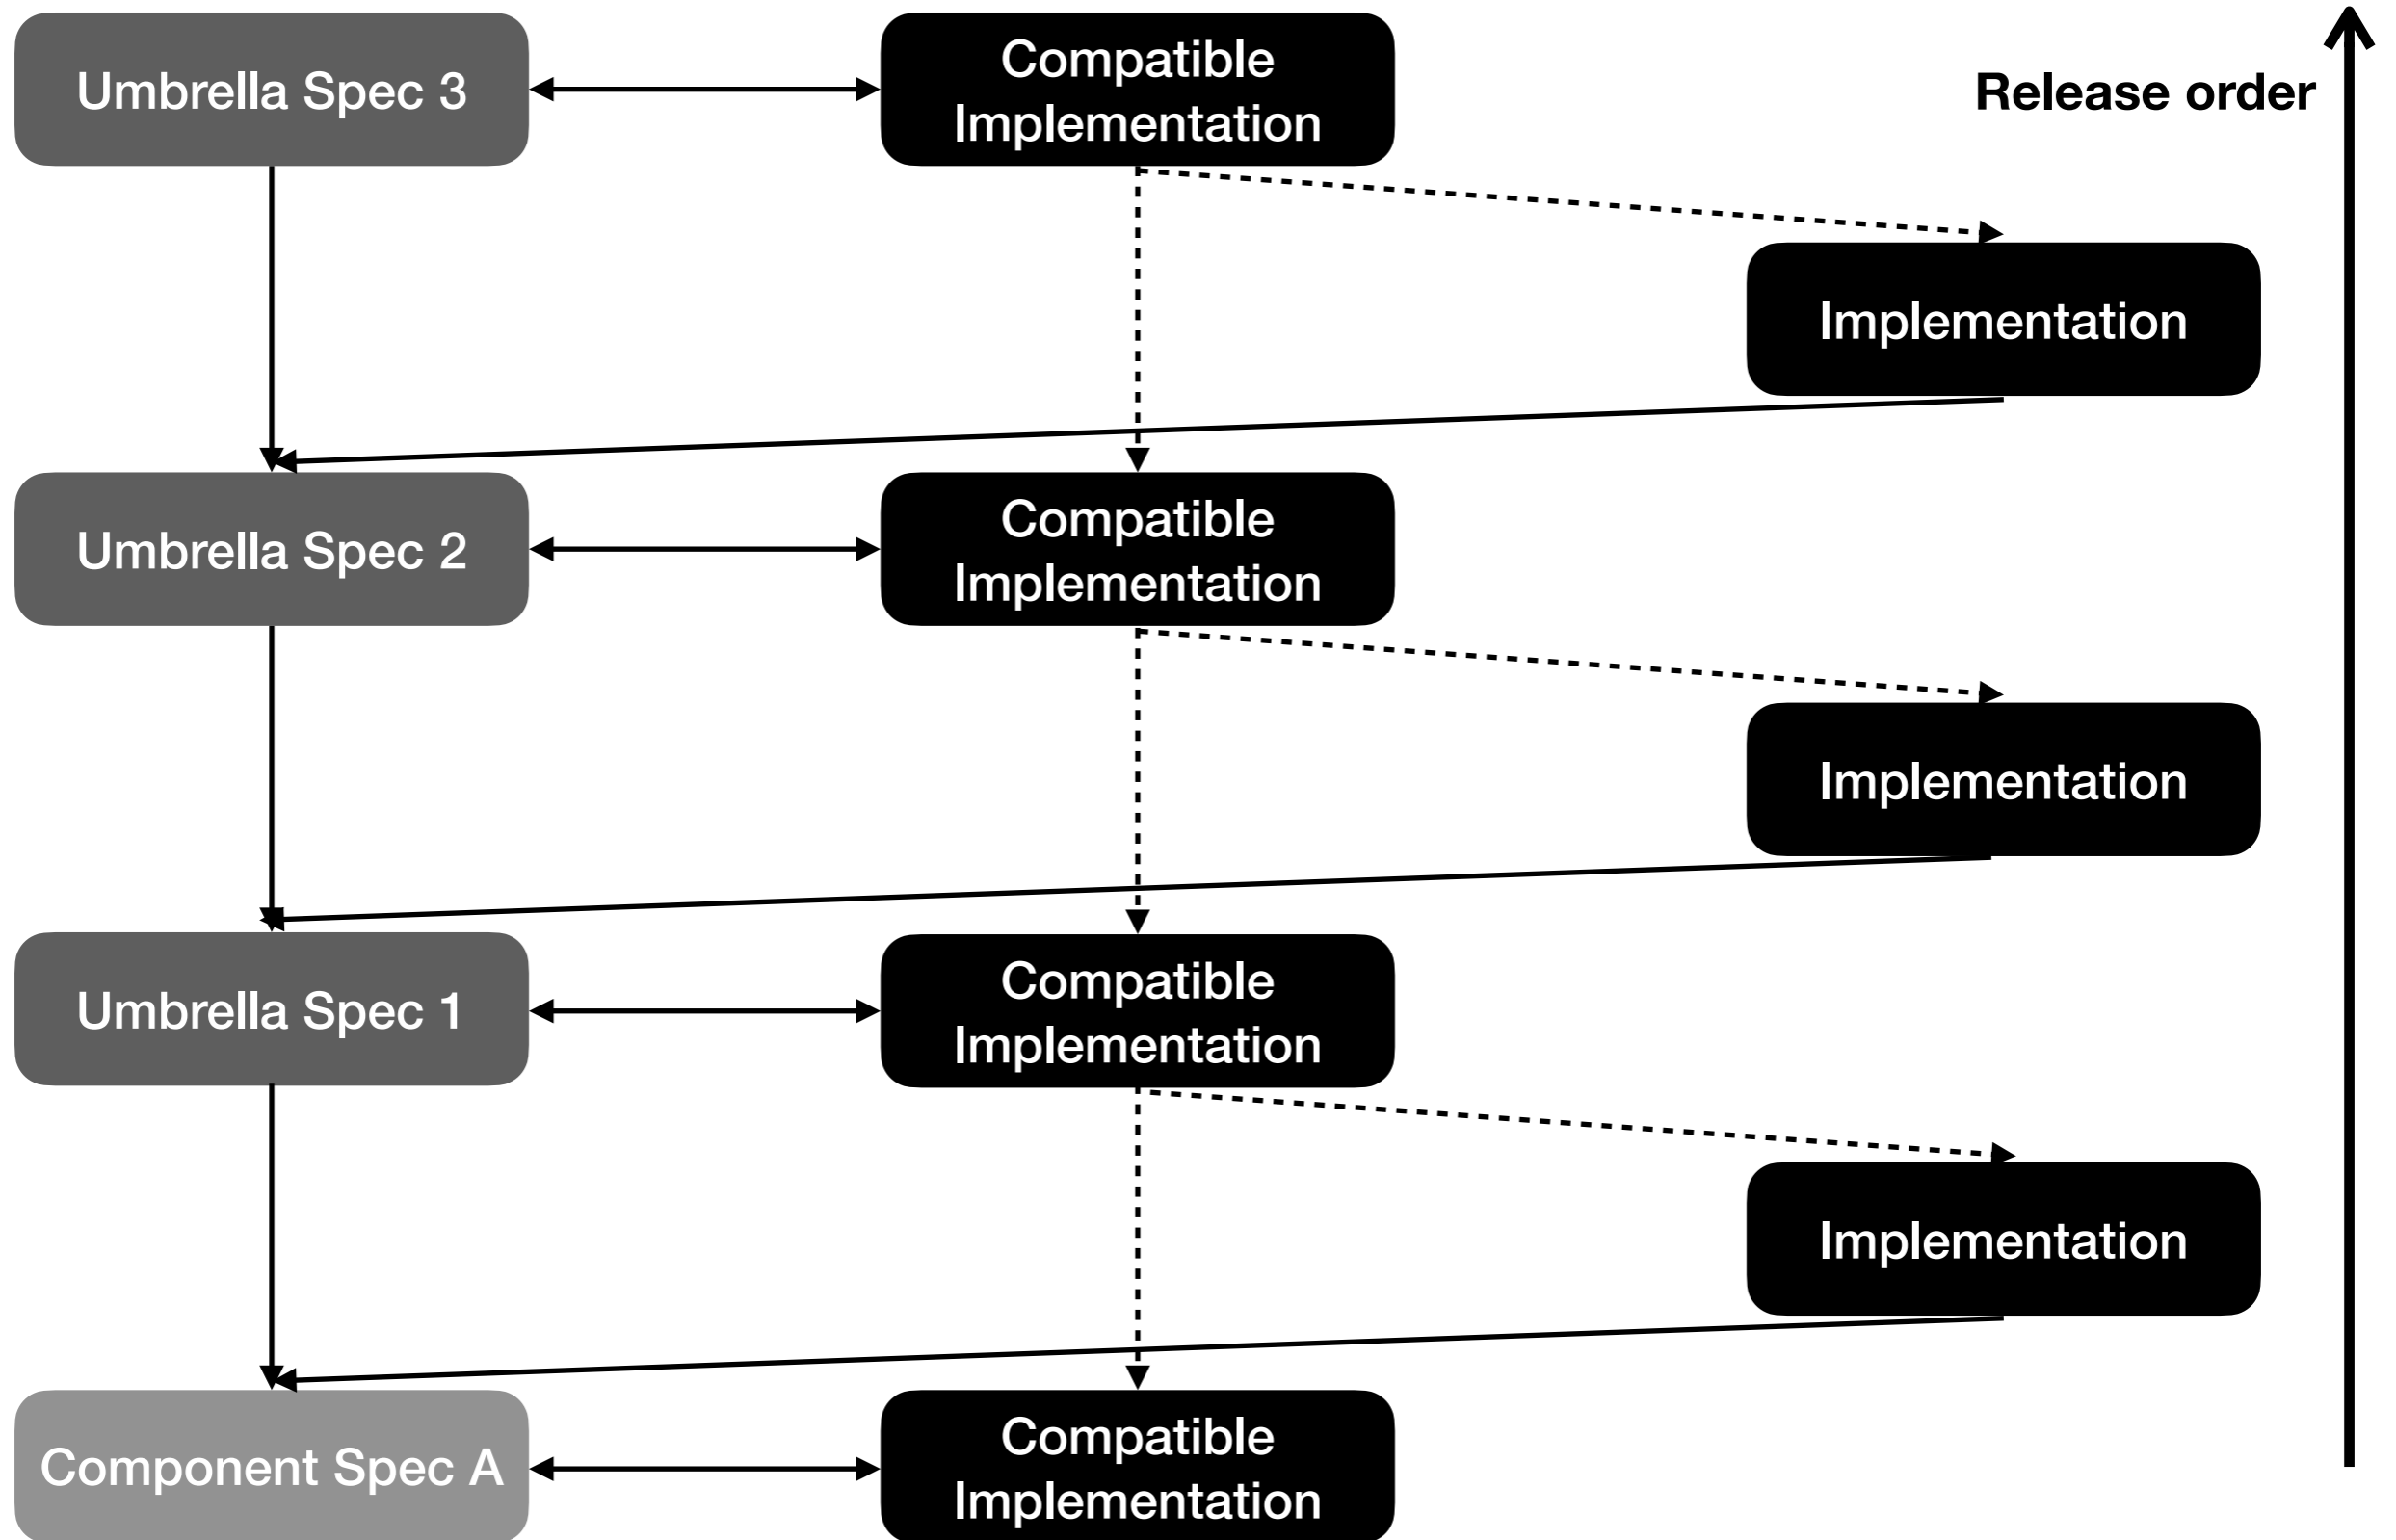 Umbrella Spec 3
Compatible
Implementation
Release order
Implementation
Umbrella Spec 2
Compatible
Implementation
Implementation
Umbrella Spec 1
Compatible
Implementation
Implementation
Component Spec A
Compatible
Implementation